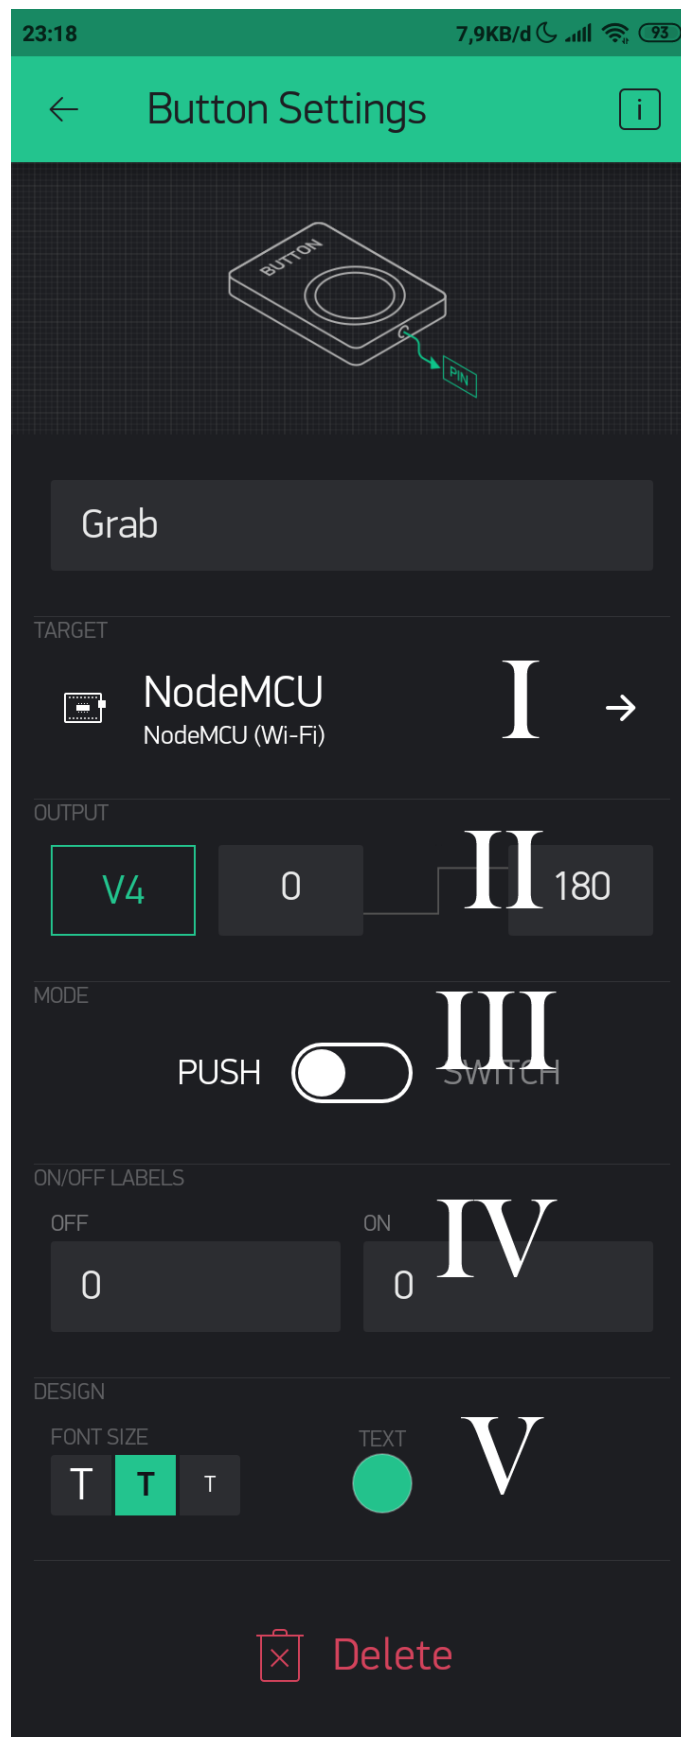 23:18 7,9KB/d 93
Button Settings i
BUTTON
PIN
Grab
TARGET
NodeMCU I
NodeMCU (Wi-Fi)
OUTPUT
V4 0 II 180
MODE
III
PUSH SWITCH
ON/OFF LABELS
OFF ON IV
0 0
DESIGN
FONT SIZE TEXT V
T T T
Delete